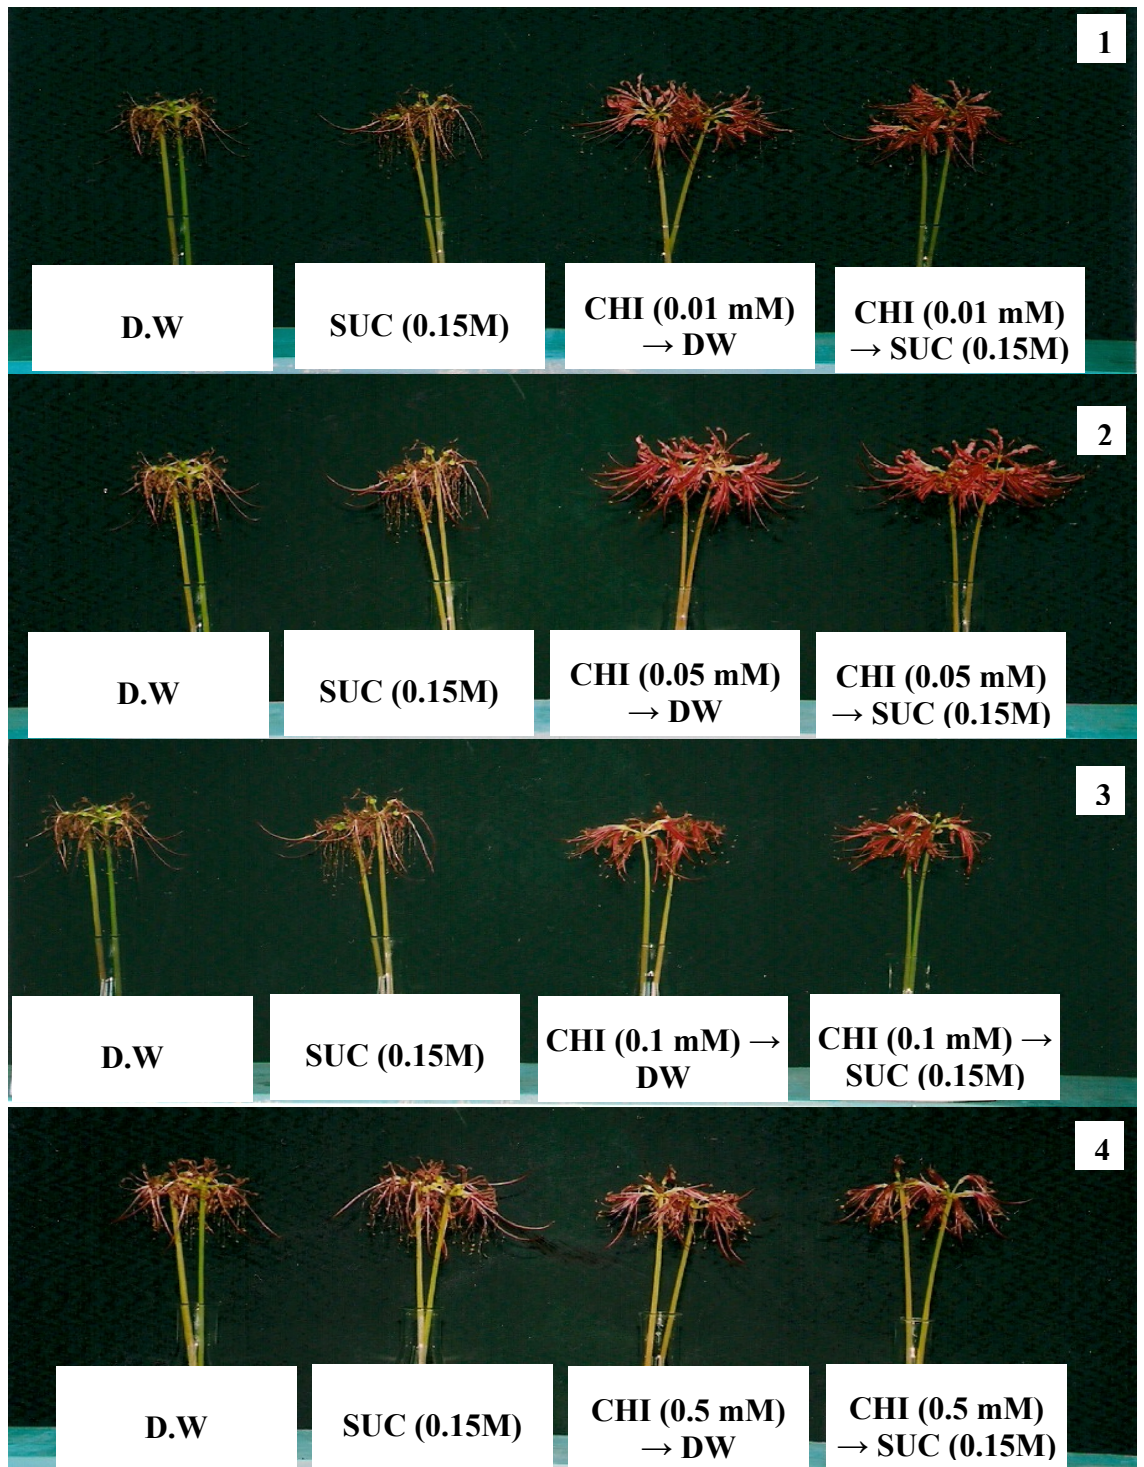 1
D.W
SUC (0.15M)
CHI (0.01 mM)
→ DW
CHI (0.01 mM)
→ SUC (0.15M)
2
D.W
SUC (0.15M)
CHI (0.05 mM)
→ DW
CHI (0.05 mM)
→ SUC (0.15M)
3
D.W
SUC (0.15M)
CHI (0.1 mM) →
DW
CHI (0.1 mM) →
SUC (0.15M)
4
D.W
SUC (0.15M)
CHI (0.5 mM)
→ DW
CHI (0.5 mM)
→ SUC (0.15M)